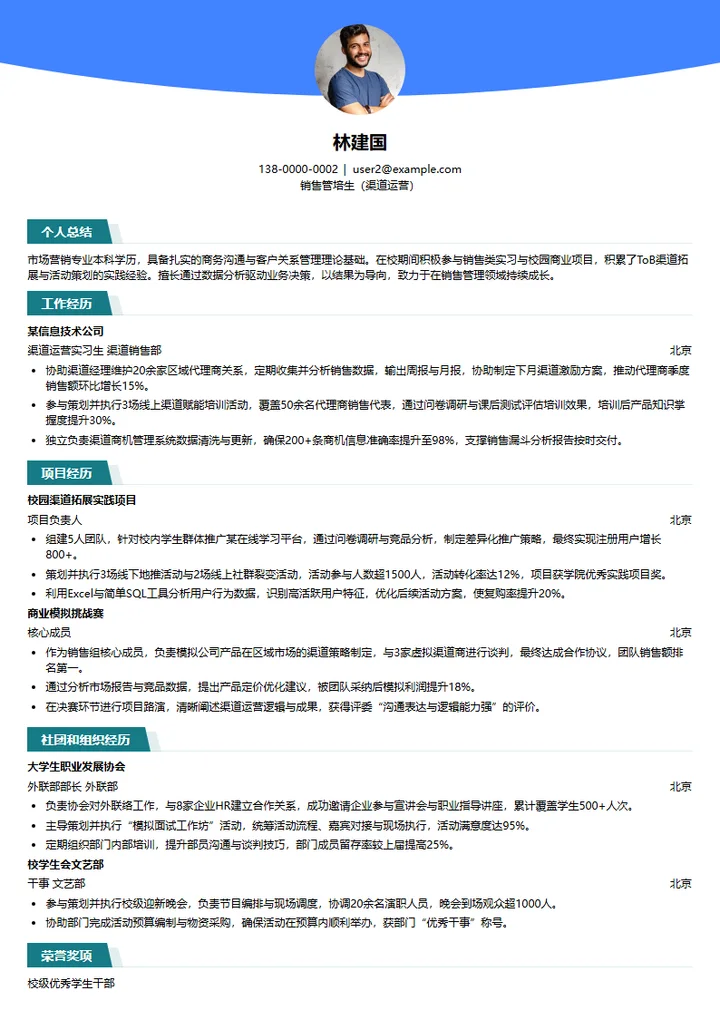 林建国
138-0000-0002 | user2@example.com
销售管培生（渠道运营）
个人总结
市场营销专业本科学历，具备扎实的商务沟通与客户关系管理理论基础。在校期间积极参与销售类实习与校园商业项目，积累了ToB渠道拓
展与活动策划的实践经验。擅长通过数据分析驱动业务决策，以结果为导向，致力于在销售管理领域持续成长。
工作经历
某信息技术公司
渠道运营实习生 渠道销售部 北京
• 协助渠道经理维护20余家区域代理商关系，定期收集并分析销售数据，输出周报与月报，协助制定下月渠道激励方案，推动代理商季度
销售额环比增长15%。
• 参与策划并执行3场线上渠道赋能培训活动，覆盖50余名代理商销售代表，通过问卷调研与课后测试评估培训效果，培训后产品知识掌
握度提升30%。
• 独立负责渠道商机管理系统数据清洗与更新，确保200+条商机信息准确率提升至98%，支撑销售漏斗分析报告按时交付。
项目经历
校园渠道拓展实践项目
项目负责人 北京
• 组建5人团队，针对校内学生群体推广某在线学习平台，通过问卷调研与竞品分析，制定差异化推广策略，最终实现注册用户增长
800+。
• 策划并执行3场线下地推活动与2场线上社群裂变活动，活动参与人数超1500人，活动转化率达12%，项目获学院优秀实践项目奖。
• 利用Excel与简单SQL工具分析用户行为数据，识别高活跃用户特征，优化后续活动方案，使复购率提升20%。
商业模拟挑战赛
核心成员 北京
• 作为销售组核心成员，负责模拟公司产品在区域市场的渠道策略制定，与3家虚拟渠道商进行谈判，最终达成合作协议，团队销售额排
名第一。
• 通过分析市场报告与竞品数据，提出产品定价优化建议，被团队采纳后模拟利润提升18%。
• 在决赛环节进行项目路演，清晰阐述渠道运营逻辑与成果，获得评委“沟通表达与逻辑能力强”的评价。
社团和组织经历
大学生职业发展协会
外联部部长 外联部 北京
• 负责协会对外联络工作，与8家企业HR建立合作关系，成功邀请企业参与宣讲会与职业指导讲座，累计覆盖学生500+人次。
• 主导策划并执行“模拟面试工作坊”活动，统筹活动流程、嘉宾对接与现场执行，活动满意度达95%。
• 定期组织部门内部培训，提升部员沟通与谈判技巧，部门成员留存率较上届提高25%。
校学生会文艺部
干事 文艺部 北京
• 参与策划并执行校级迎新晚会，负责节目编排与现场调度，协调20余名演职人员，晚会到场观众超1000人。
• 协助部门完成活动预算编制与物资采购，确保活动在预算内顺利举办，获部门“优秀干事”称号。
荣誉奖项
校级优秀学生干部